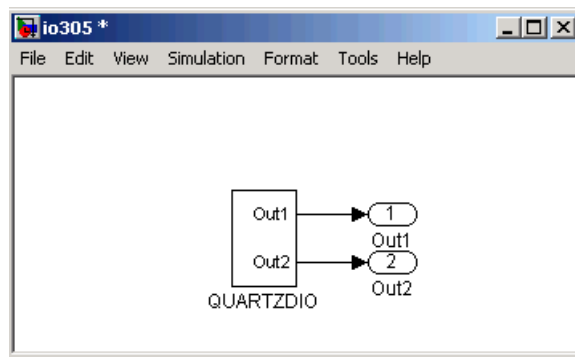 io305 *
File Edit View Simulation Format Tools Help
Out1 1
Out1
Out2 2
Out2
QUARTZDIO